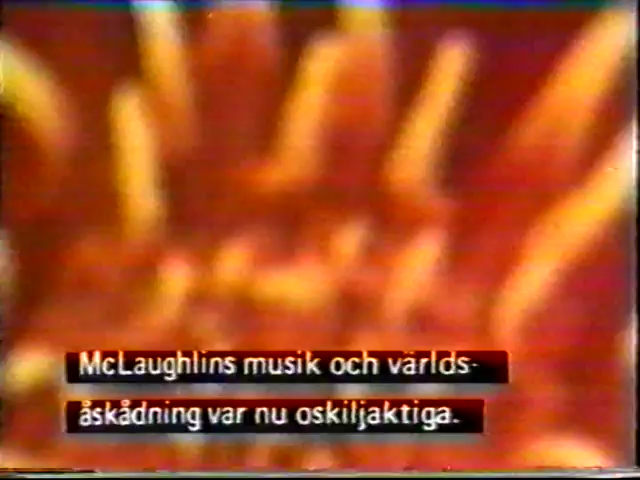 McLaughlins musik och världs-
åskådning var nu oskiljaktiga.